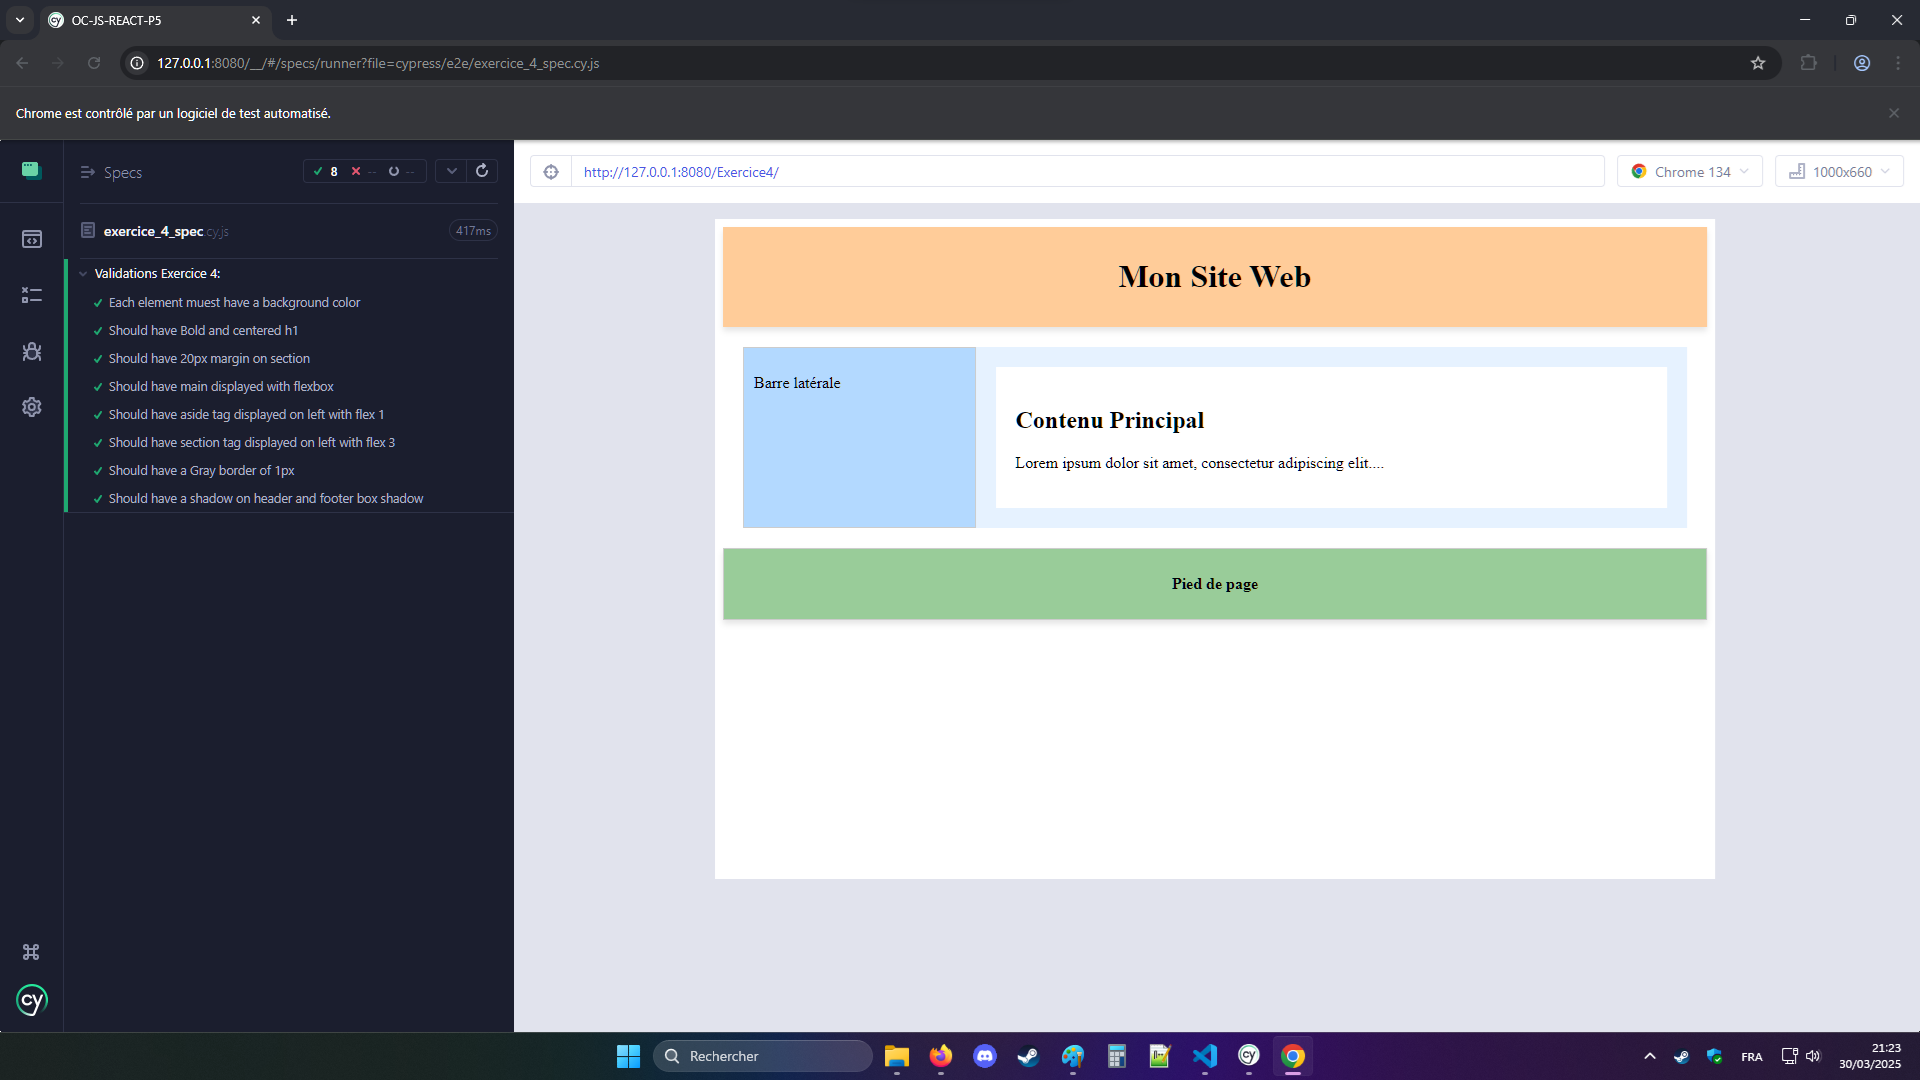 OC-JS-REACT-P5
127.0.0.1:8080/__/#/specs/runner?file=cypress/e2e/exercice_4_spec.cy.js
Chrome est contrôlé par un logiciel de test automatisé.
Specs
8 -- --
http://127.0.0.1:8080/Exercice4/
Chrome 134
1000x660
exercice_4_spec.cy.js
417ms
Validations Exercice 4:
Each element muest have a background color
Should have Bold and centered h1
Should have 20px margin on section
Should have main displayed with flexbox
Should have aside tag displayed on left with flex 1
Should have section tag displayed on left with flex 3
Should have a Gray border of 1px
Should have a shadow on header and footer box shadow
Mon Site Web
Barre latérale
Contenu Principal
Lorem ipsum dolor sit amet, consectetur adipiscing elit....
Pied de page
cy
Rechercher
cy
FRA
21:23
30/03/2025